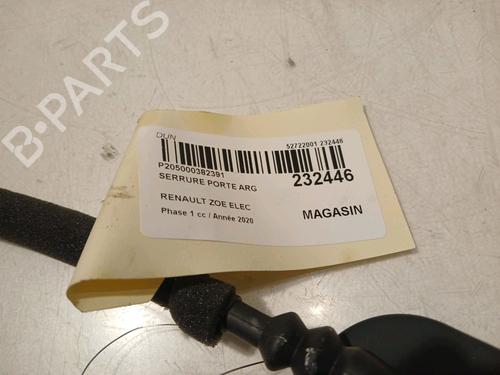 B-PARTS
DUN
52722001 232446
P205000382391
SERRURE PORTE ARG
232446
RENAULT ZOE ELEC
MAGASIN
Phase 1 cc / Année 2020